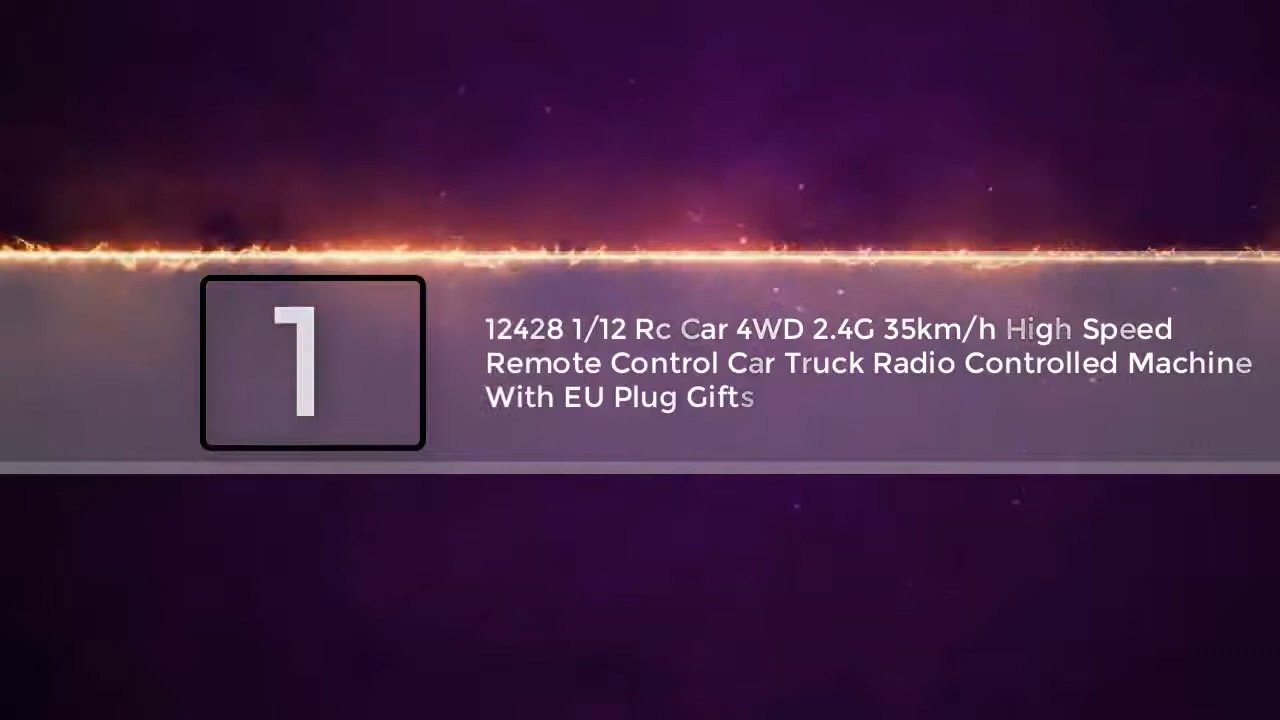 1
12428 1/12 Rc Car 4WD 2.4G 35km/h High Speed
Remote Control Car Truck Radio Controlled Machine
With EU Plug Gifts